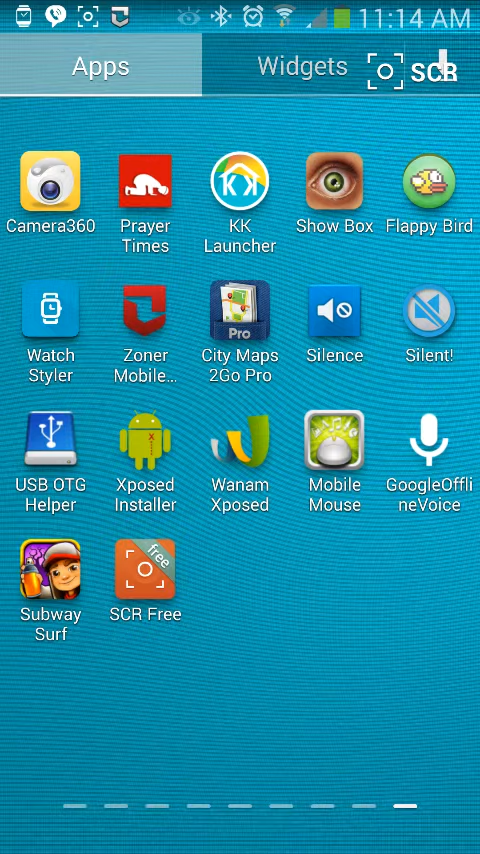 11:14 AM
Apps
Widgets
SCR
Camera360
Prayer
Times
KK
Launcher
Show Box
Flappy Bird
Watch
Styler
Zoner
Mobile...
Pro
City Maps
2Go Pro
Silence
Silent!
USB OTG
Helper
Xposed
Installer
Wanam
Xposed
Mobile
Mouse
GoogleOffli
neVoice
Subway
Surf
free
SCR Free